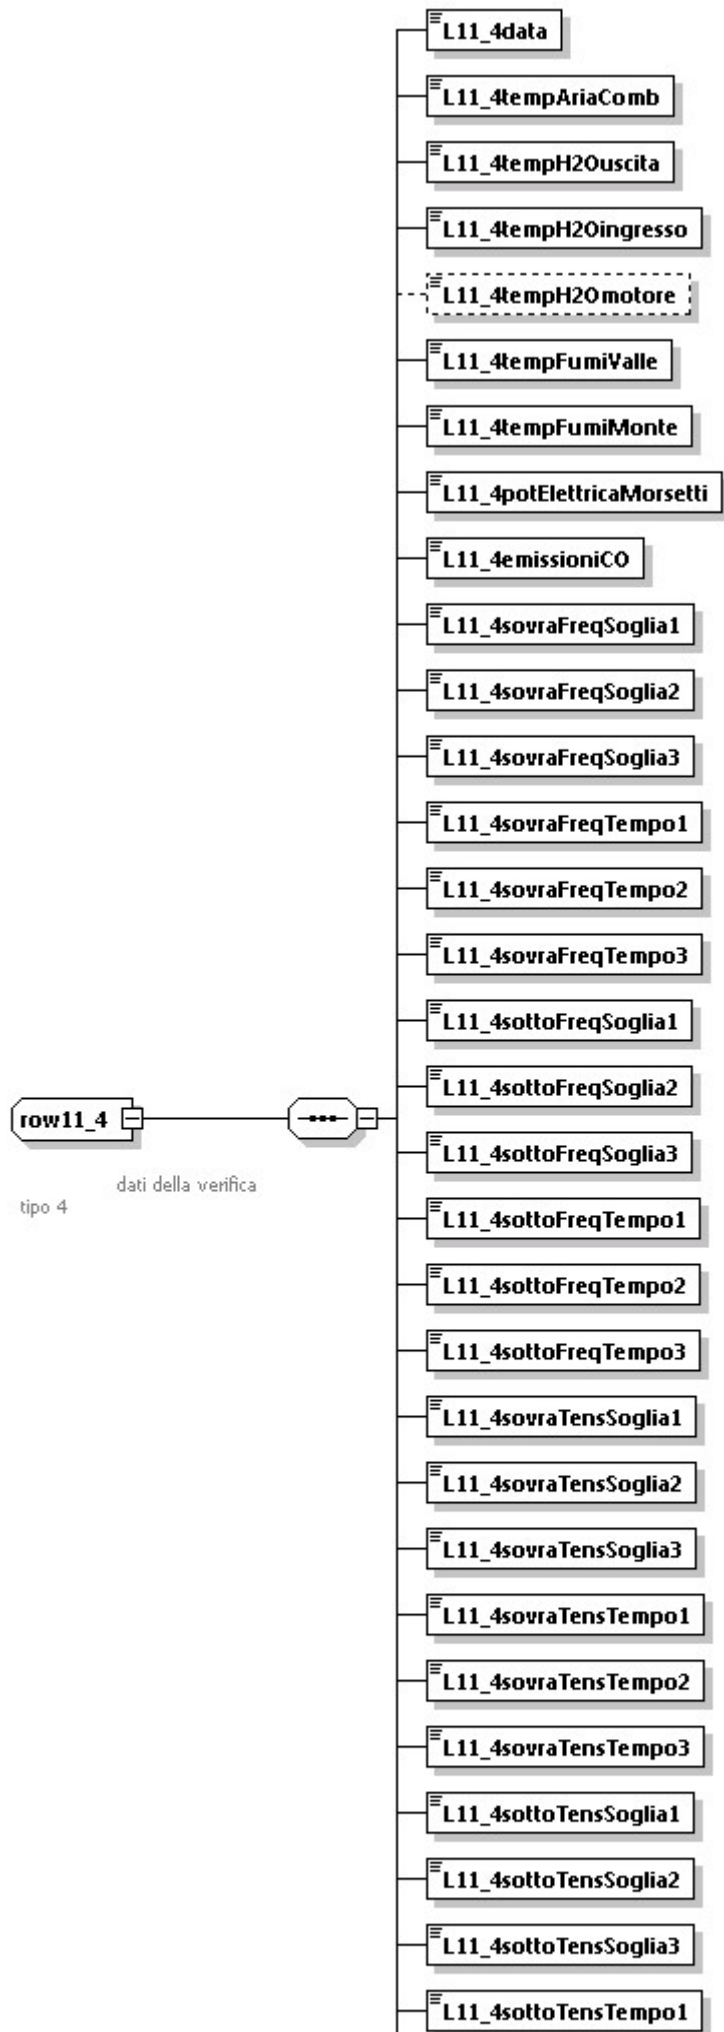 L11_4data
L11_4tempAriaComb
L11_4tempH2Ouscita
L11_4tempH2Oingresso
L11_4tempH2Omotore
L11_4tempFumiValle
L11_4tempFumiMonte
L11_4potElettricaMorsetti
L11_4emissioniCO
L11_4sovraFreqSoglia1
L11_4sovraFreqSoglia2
L11_4sovraFreqSoglia3
L11_4sovraFreqTempo1
L11_4sovraFreqTempo2
L11_4sovraFreqTempo3
L11_4sottoFreqSoglia1
L11_4sottoFreqSoglia2
row11_4
L11_4sottoFreqSoglia3
dati della verifica
tipo 4
L11_4sottoFreqTempo1
L11_4sottoFreqTempo2
L11_4sottoFreqTempo3
L11_4sovraTensSoglia1
L11_4sovraTensSoglia2
L11_4sovraTensSoglia3
L11_4sovraTensTempo1
L11_4sovraTensTempo2
L11_4sovraTensTempo3
L11_4sottoTensSoglia1
L11_4sottoTensSoglia2
L11_4sottoTensSoglia3
L11_4sottoTensTempo1